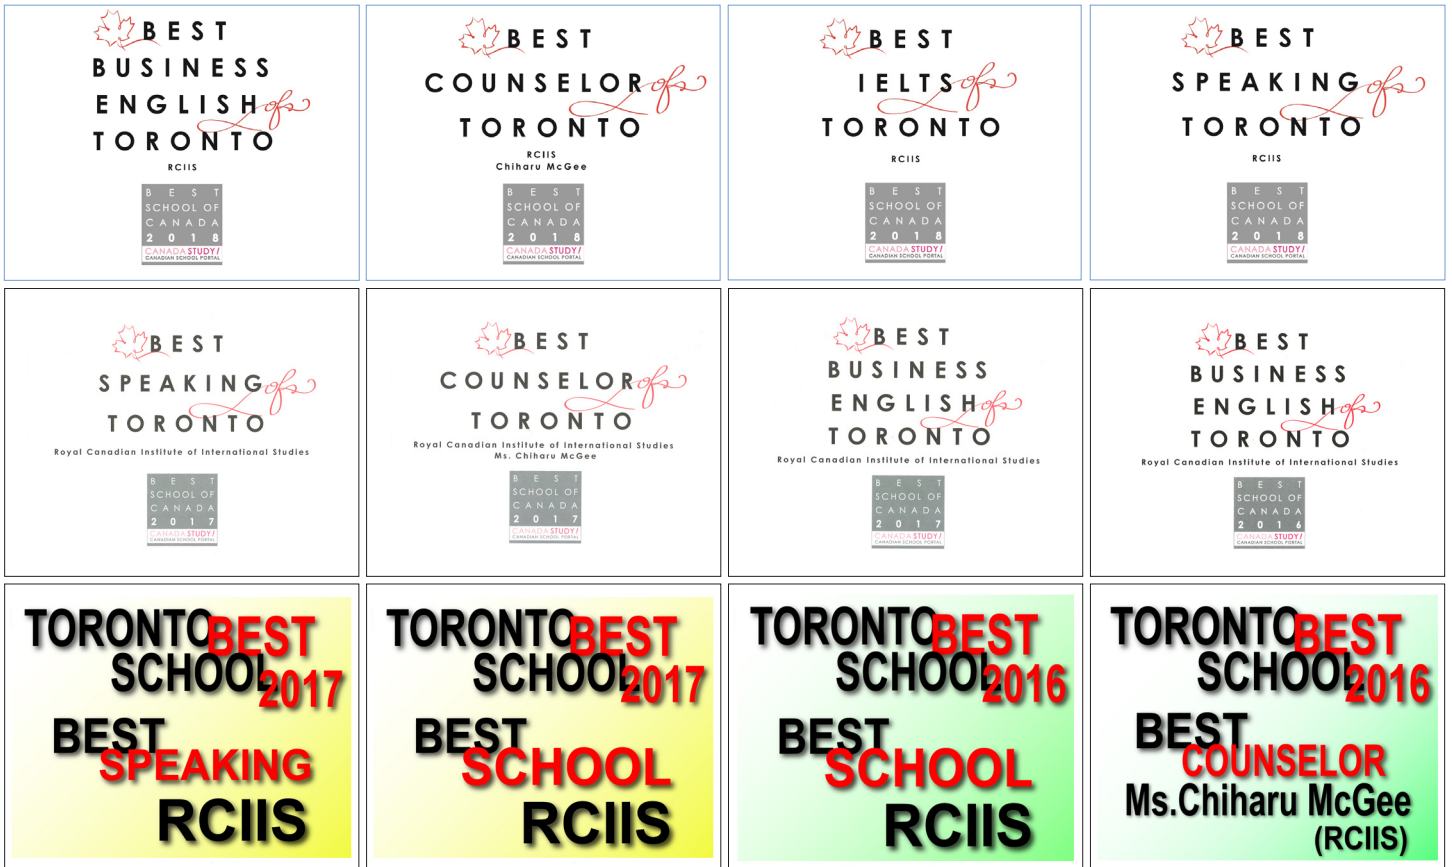 BEST
BUSINESS
ENGLISH of
TORONTO
RCIIS
BEST
SCHOOL OF
CANADA
2018
CANADA STUDY!
CANADIAN SCHOOL PORTAL
BEST
COUNSELOR of
TORONTO
RCIIS
Chiharu McGee
BEST
SCHOOL OF
CANADA
2018
CANADA STUDY!
CANADIAN SCHOOL PORTAL
BEST
IELTS of
TORONTO
RCIIS
BEST
SCHOOL OF
CANADA
2018
CANADA STUDY!
CANADIAN SCHOOL PORTAL
BEST
SPEAKING of
TORONTO
RCIIS
BEST
SCHOOL OF
CANADA
2018
CANADA STUDY!
CANADIAN SCHOOL PORTAL
BEST
SPEAKING of
TORONTO
Royal Canadian Institute of International Studies
BEST
SCHOOL OF
CANADA
2017
CANADA STUDY!
CANADIAN SCHOOL PORTAL
BEST
COUNSELOR of
TORONTO
Royal Canadian Institute of International Studies
Ms. Chiharu McGee
BEST
SCHOOL OF
CANADA
2017
CANADA STUDY!
CANADIAN SCHOOL PORTAL
BEST
BUSINESS
ENGLISH of
TORONTO
Royal Canadian Institute of International Studies
BEST
SCHOOL OF
CANADA
2017
CANADA STUDY!
CANADIAN SCHOOL PORTAL
BEST
BUSINESS
ENGLISH of
TORONTO
Royal Canadian Institute of International Studies
BEST
SCHOOL OF
CANADA
2016
CANADA STUDY!
CANADIAN SCHOOL PORTAL
TORONTO BEST
SCHOOL 2017
BEST
SPEAKING
RCIIS
TORONTO BEST
SCHOOL 2017
BEST
SCHOOL
RCIIS
TORONTO BEST
SCHOOL 2016
BEST
SCHOOL
RCIIS
TORONTO BEST
SCHOOL 2016
BEST
COUNSELOR
Ms.Chiharu McGee
(RCIIS)